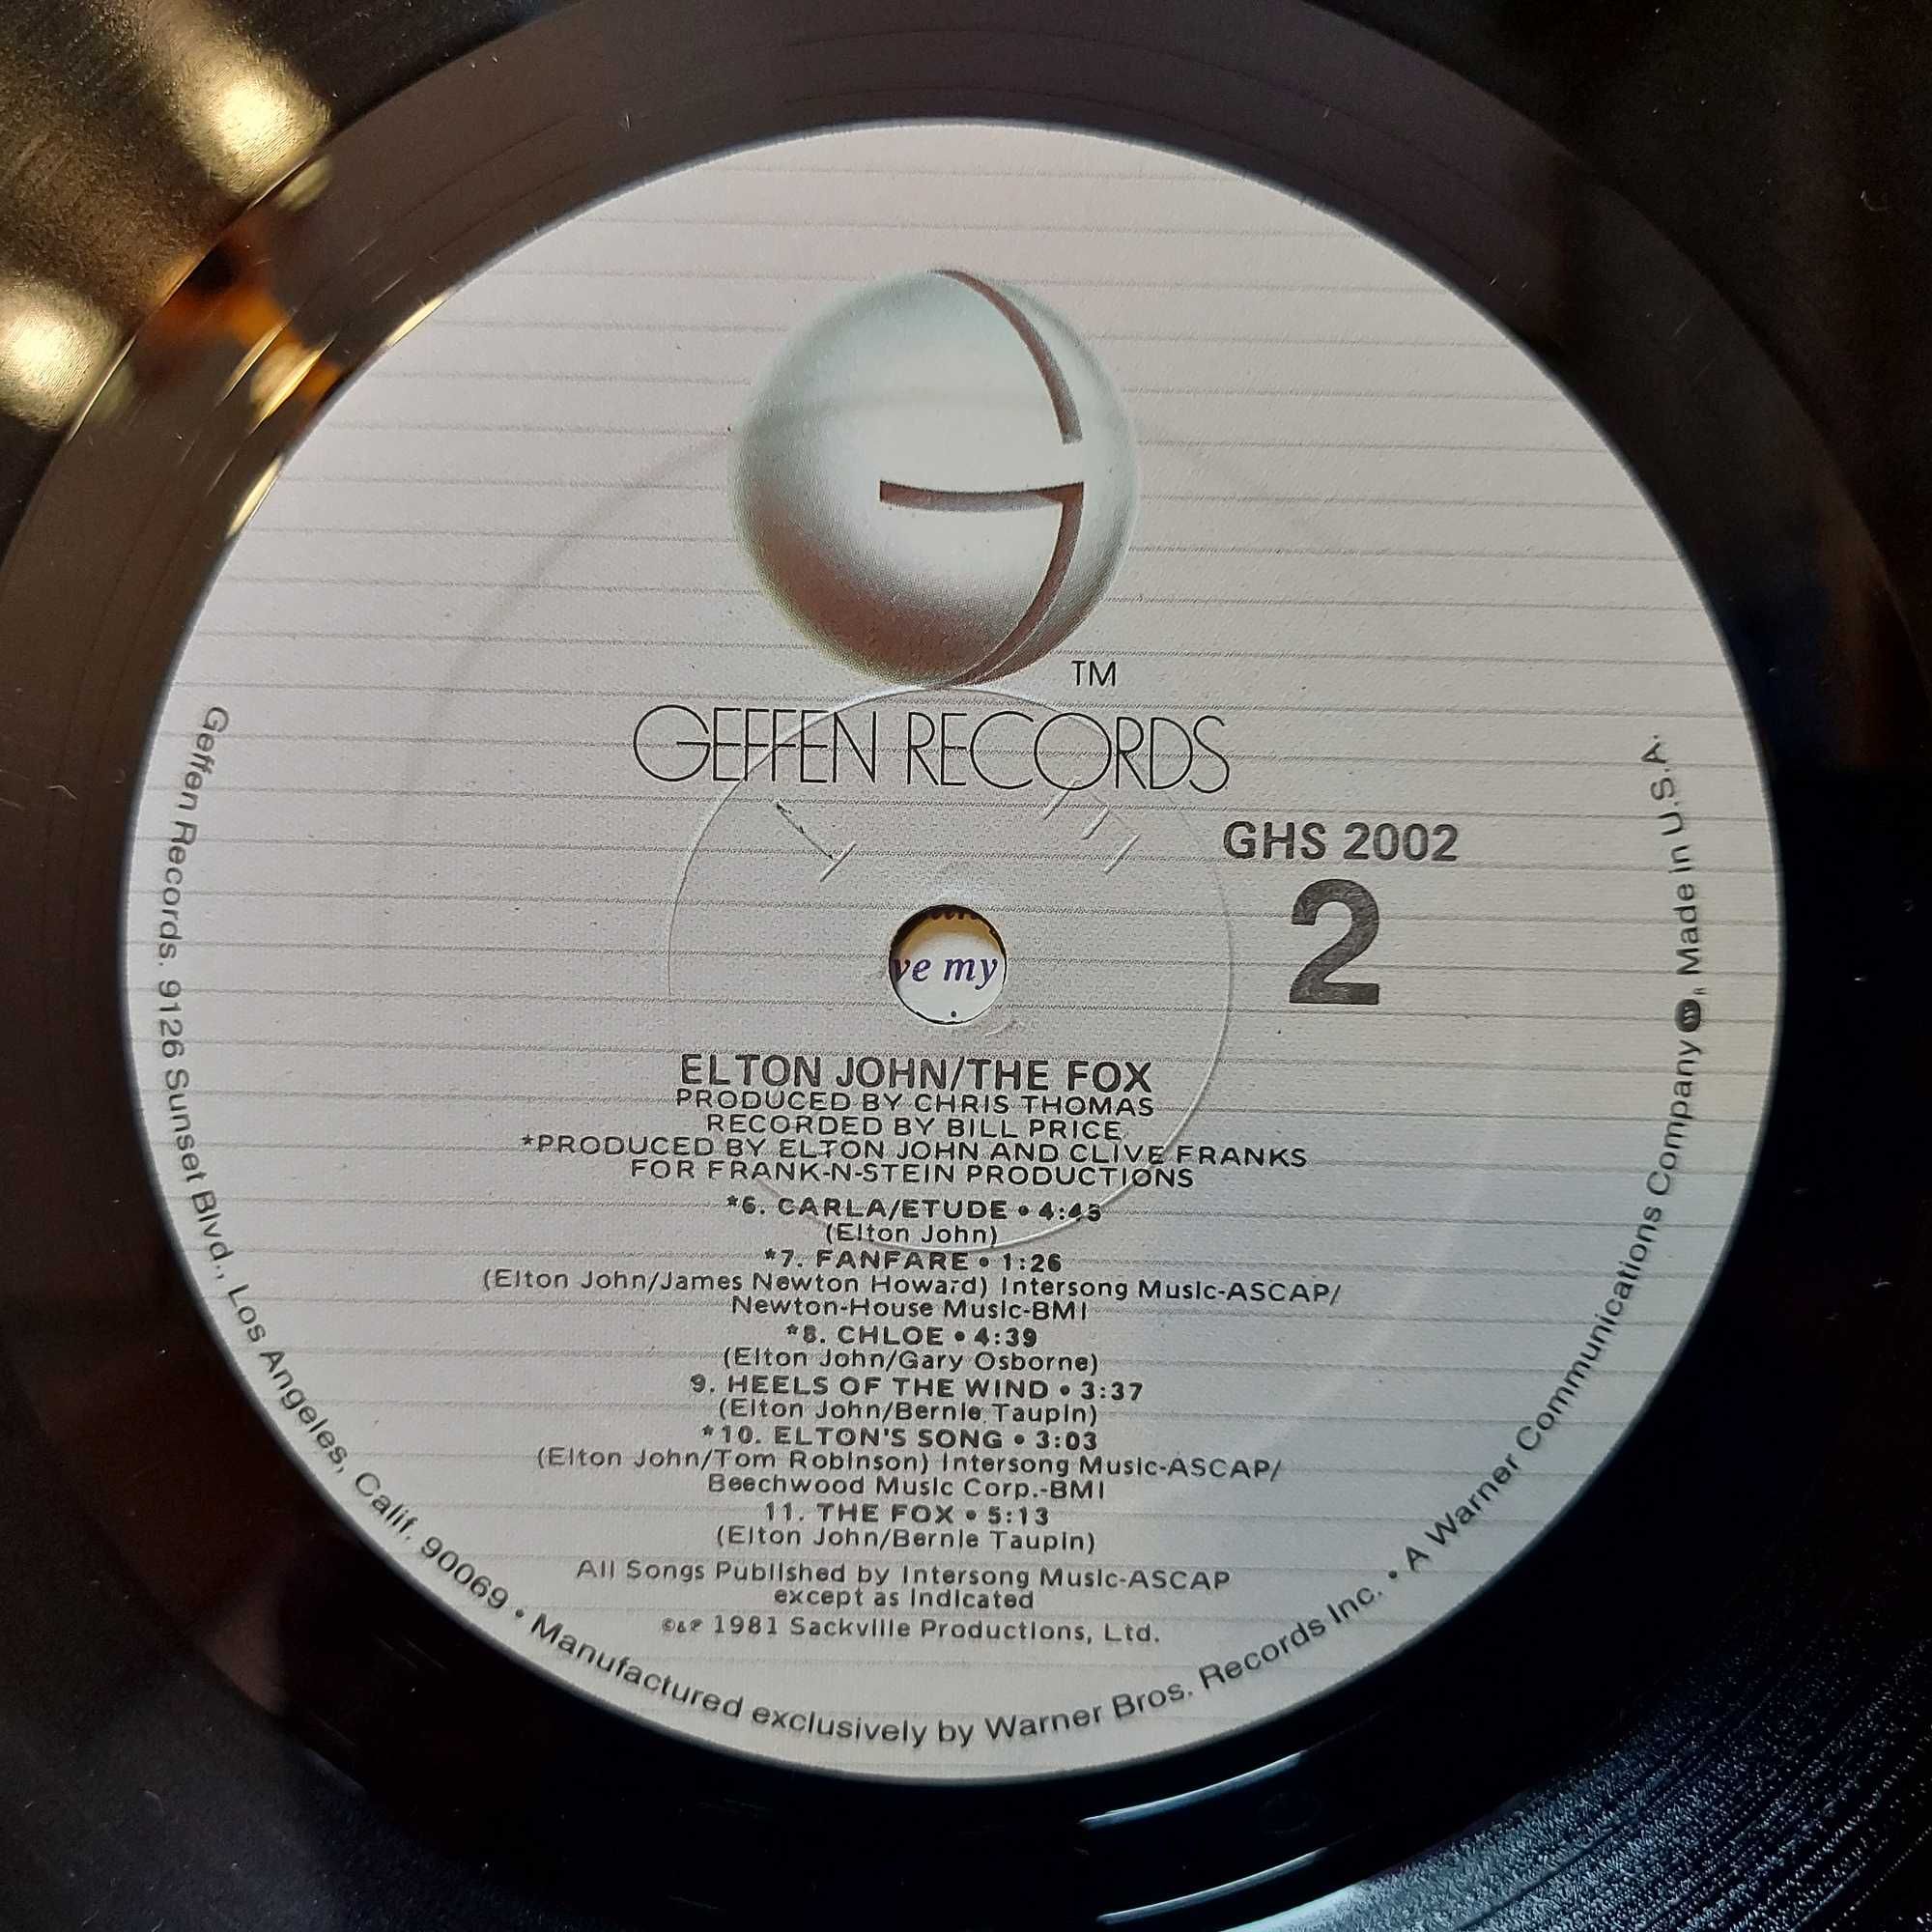 TM
GEFFEN RECORDS
GHS 2002
2
ve my
ELTON JOHN/THE FOX
PRODUCED BY CHRIS THOMAS
RECORDED BY BILL PRICE
*PRODUCED BY ELTON JOHN AND CLIVE FRANKS
FOR FRANK-N-STEIN PRODUCTIONS
*6. CARLA/ETUDE • 4:45
(Elton John)
*7. FANFARE • 1:26
(Elton John/James Newton Howard) Intersong Music-ASCAP/
Newton-House Music-BMI
*8. CHLOE • 4:39
(Elton John/Gary Osborne)
9. HEELS OF THE WIND • 3:37
(Elton John/Bernie Taupin)
*10. ELTON'S SONG • 3:03
(Elton John/Tom Robinson) Intersong Music-ASCAP/
Beechwood Music Corp.-BMI
11. THE FOX • 5:13
(Elton John/Bernie Taupin)
All Songs Published by Intersong Music-ASCAP
except as indicated
©&℗ 1981 Sackville Productions, Ltd.
Geffen Records. 9126 Sunset Blvd., Los Angeles, Calif. 90069 • Manufactured exclusively by Warner Bros. Records Inc. • A Warner Communications Company Made in U.S.A.